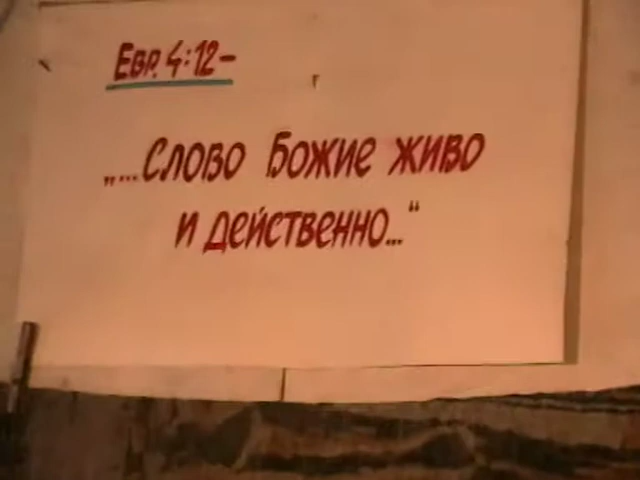 Евр. 4:12-
„...Слово Божие живо
и действенно...“